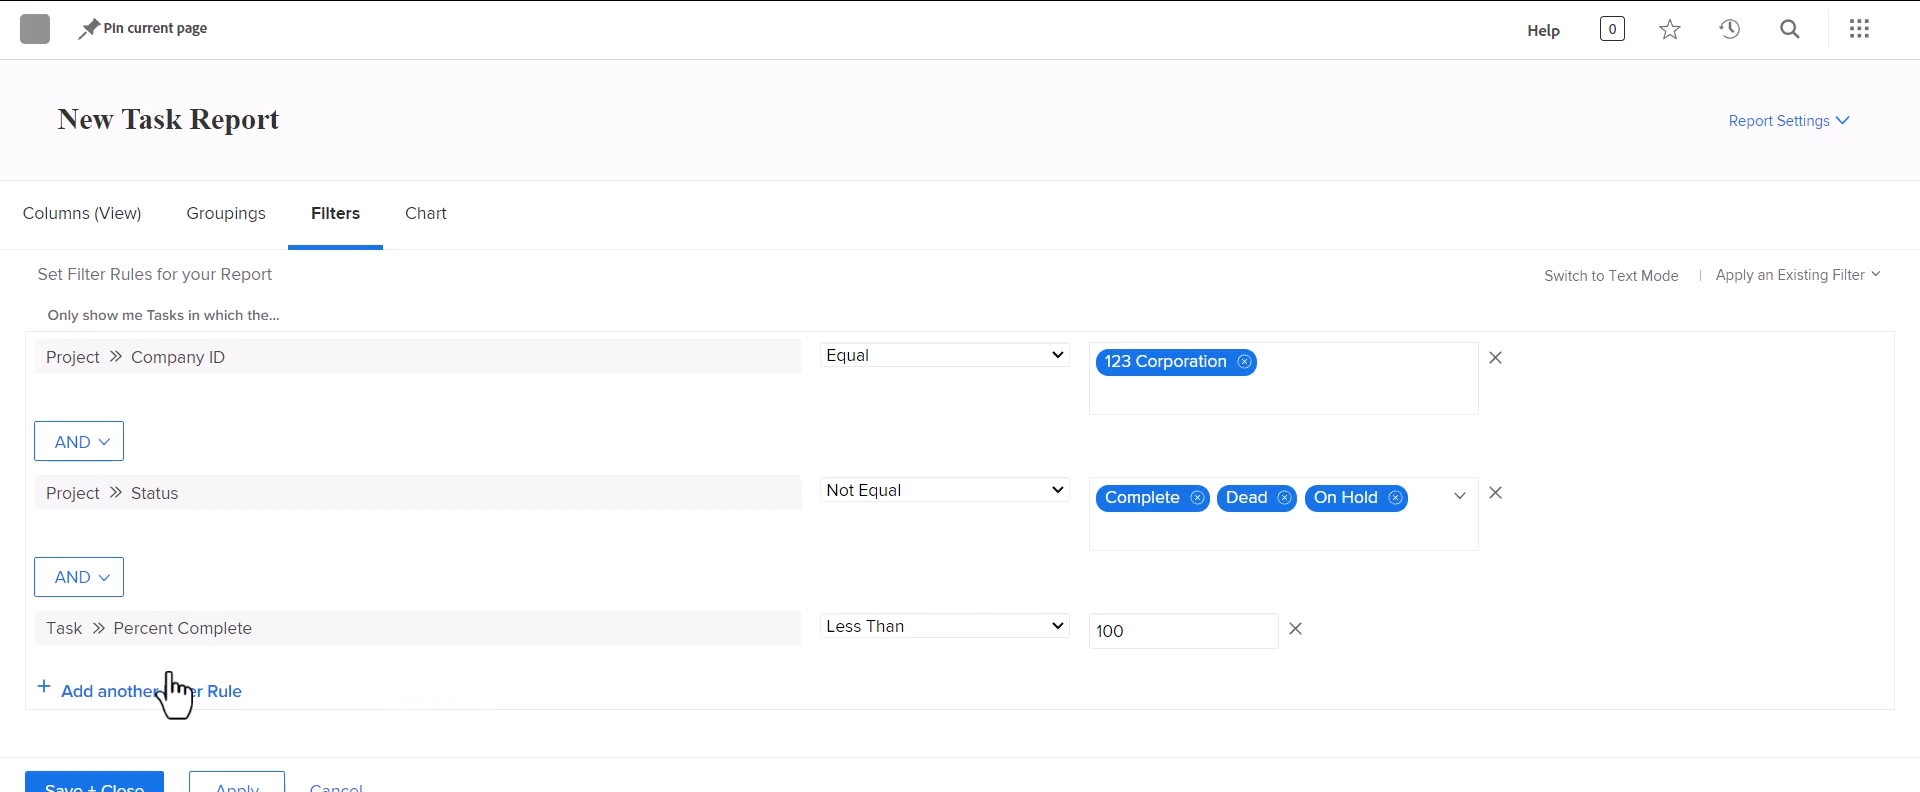 Pin current page
Help
0
New Task Report
Report Settings
Columns (View) Groupings Filters Chart
Set Filter Rules for your Report
Switch to Text Mode | Apply an Existing Filter
Only show me Tasks in which the...
Project » Company ID Equal 123 Corporation
AND
Project » Status Not Equal Complete Dead On Hold
AND
Task » Percent Complete Less Than 100
+ Add another Rule
Save + Close Apply Cancel